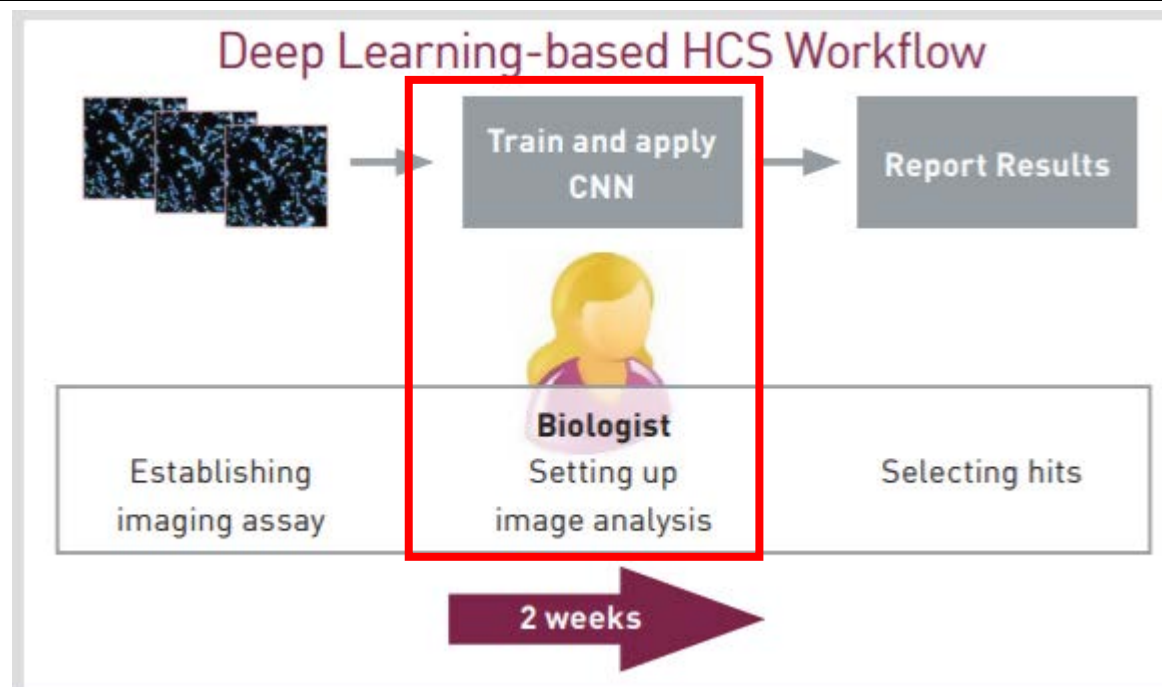 Deep Learning-based HCS Workflow
Train and apply
CNN
Report Results
Biologist
Establishing
imaging assay
Setting up
image analysis
Selecting hits
2 weeks